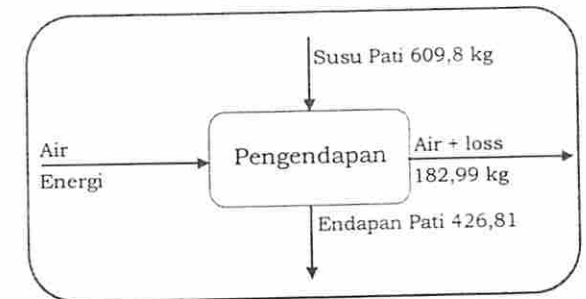 Susu Pati 609,8 kg
Air
Energi
Pengendapan
Air + loss
182,99 kg
Endapan Pati 426,81